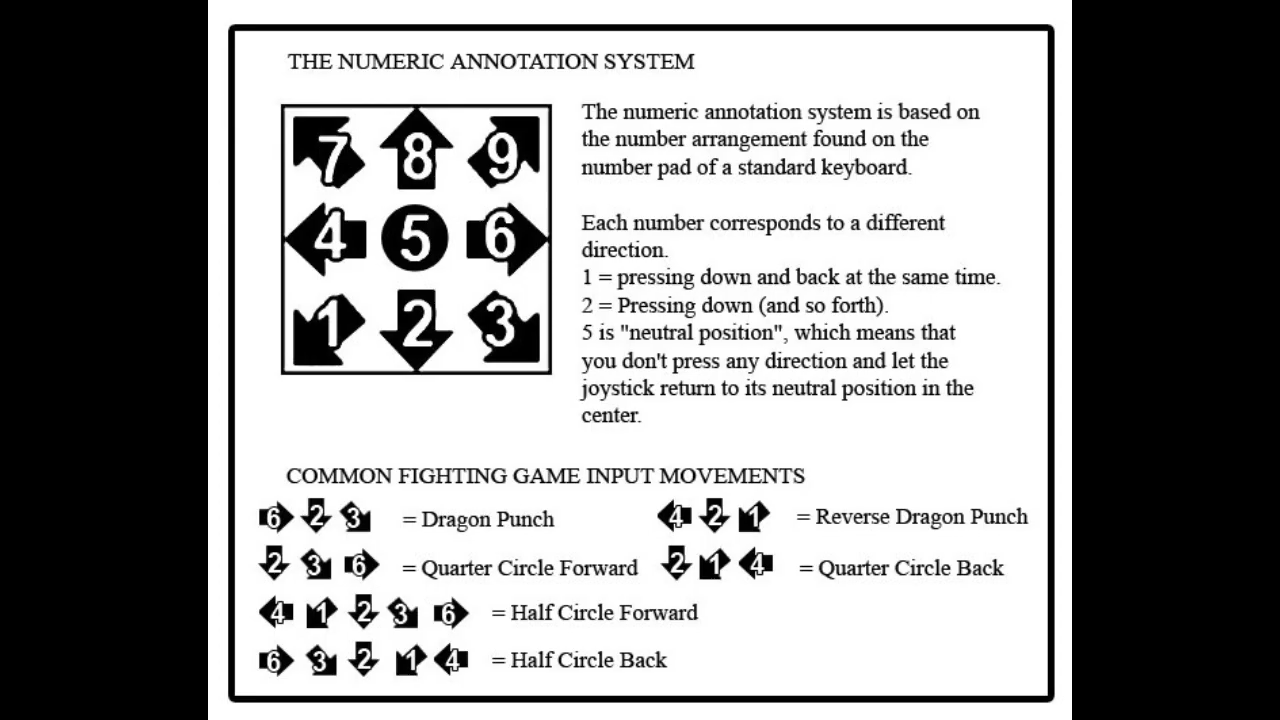 THE NUMERIC ANNOTATION SYSTEM
7 8 9
4 5 6
1 2 3
The numeric annotation system is based on
the number arrangement found on the
number pad of a standard keyboard.
Each number corresponds to a different
direction.
1 = pressing down and back at the same time.
2 = Pressing down (and so forth).
5 is "neutral position", which means that
you don't press any direction and let the
joystick return to its neutral position in the
center.
COMMON FIGHTING GAME INPUT MOVEMENTS
6 2 3 = Dragon Punch
4 2 1 = Reverse Dragon Punch
2 3 6 = Quarter Circle Forward
2 1 4 = Quarter Circle Back
4 1 2 3 6 = Half Circle Forward
6 3 2 1 4 = Half Circle Back